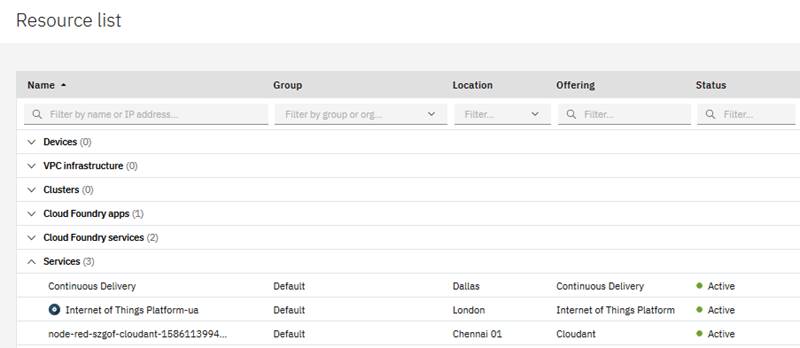 Resource list
Name Group Location Offering Status
Filter by name or IP address... Filter by group or org... Filter... Filter... Filter...
Devices (0)
VPC infrastructure (0)
Clusters (0)
Cloud Foundry apps (1)
Cloud Foundry services (2)
Services (3)
Continuous Delivery Default Dallas Continuous Delivery Active
Internet of Things Platform-ua Default London Internet of Things Platform Active
node-red-szgof-cloudant-1586113994... Default Chennai 01 Cloudant Active